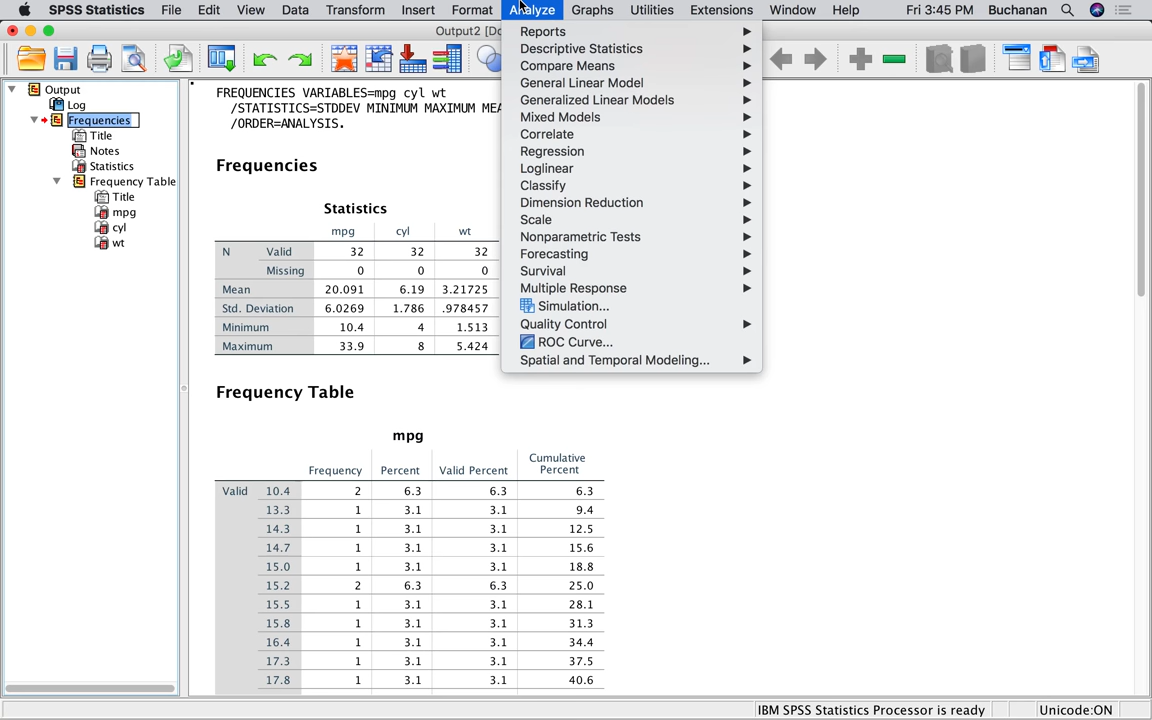 SPSS Statistics File Edit View Data Transform Insert Format Analyze Graphs Utilities Extensions Window Help Fri 3:45 PM Buchanan
Output2 [Do
Output
Log
Frequencies
Title
Notes
Statistics
Frequency Table
Title
mpg
cyl
wt
FREQUENCIES VARIABLES=mpg cyl wt
/STATISTICS=STDDEV MINIMUM MAXIMUM MEA
/ORDER=ANALYSIS.
Frequencies
Statistics
mpg cyl wt
N Valid 32 32 32
Missing 0 0 0
Mean 20.091 6.19 3.21725
Std. Deviation 6.0269 1.786 .978457
Minimum 10.4 4 1.513
Maximum 33.9 8 5.424
Frequency Table
mpg
Frequency Percent Valid Percent Cumulative Percent
Valid 10.4 2 6.3 6.3 6.3
13.3 1 3.1 3.1 9.4
14.3 1 3.1 3.1 12.5
14.7 1 3.1 3.1 15.6
15.0 1 3.1 3.1 18.8
15.2 2 6.3 6.3 25.0
15.5 1 3.1 3.1 28.1
15.8 1 3.1 3.1 31.3
16.4 1 3.1 3.1 34.4
17.3 1 3.1 3.1 37.5
17.8 1 3.1 3.1 40.6
Reports
Descriptive Statistics
Compare Means
General Linear Model
Generalized Linear Models
Mixed Models
Correlate
Regression
Loglinear
Classify
Dimension Reduction
Scale
Nonparametric Tests
Forecasting
Survival
Multiple Response
Simulation...
Quality Control
ROC Curve...
Spatial and Temporal Modeling...
IBM SPSS Statistics Processor is ready
Unicode:ON